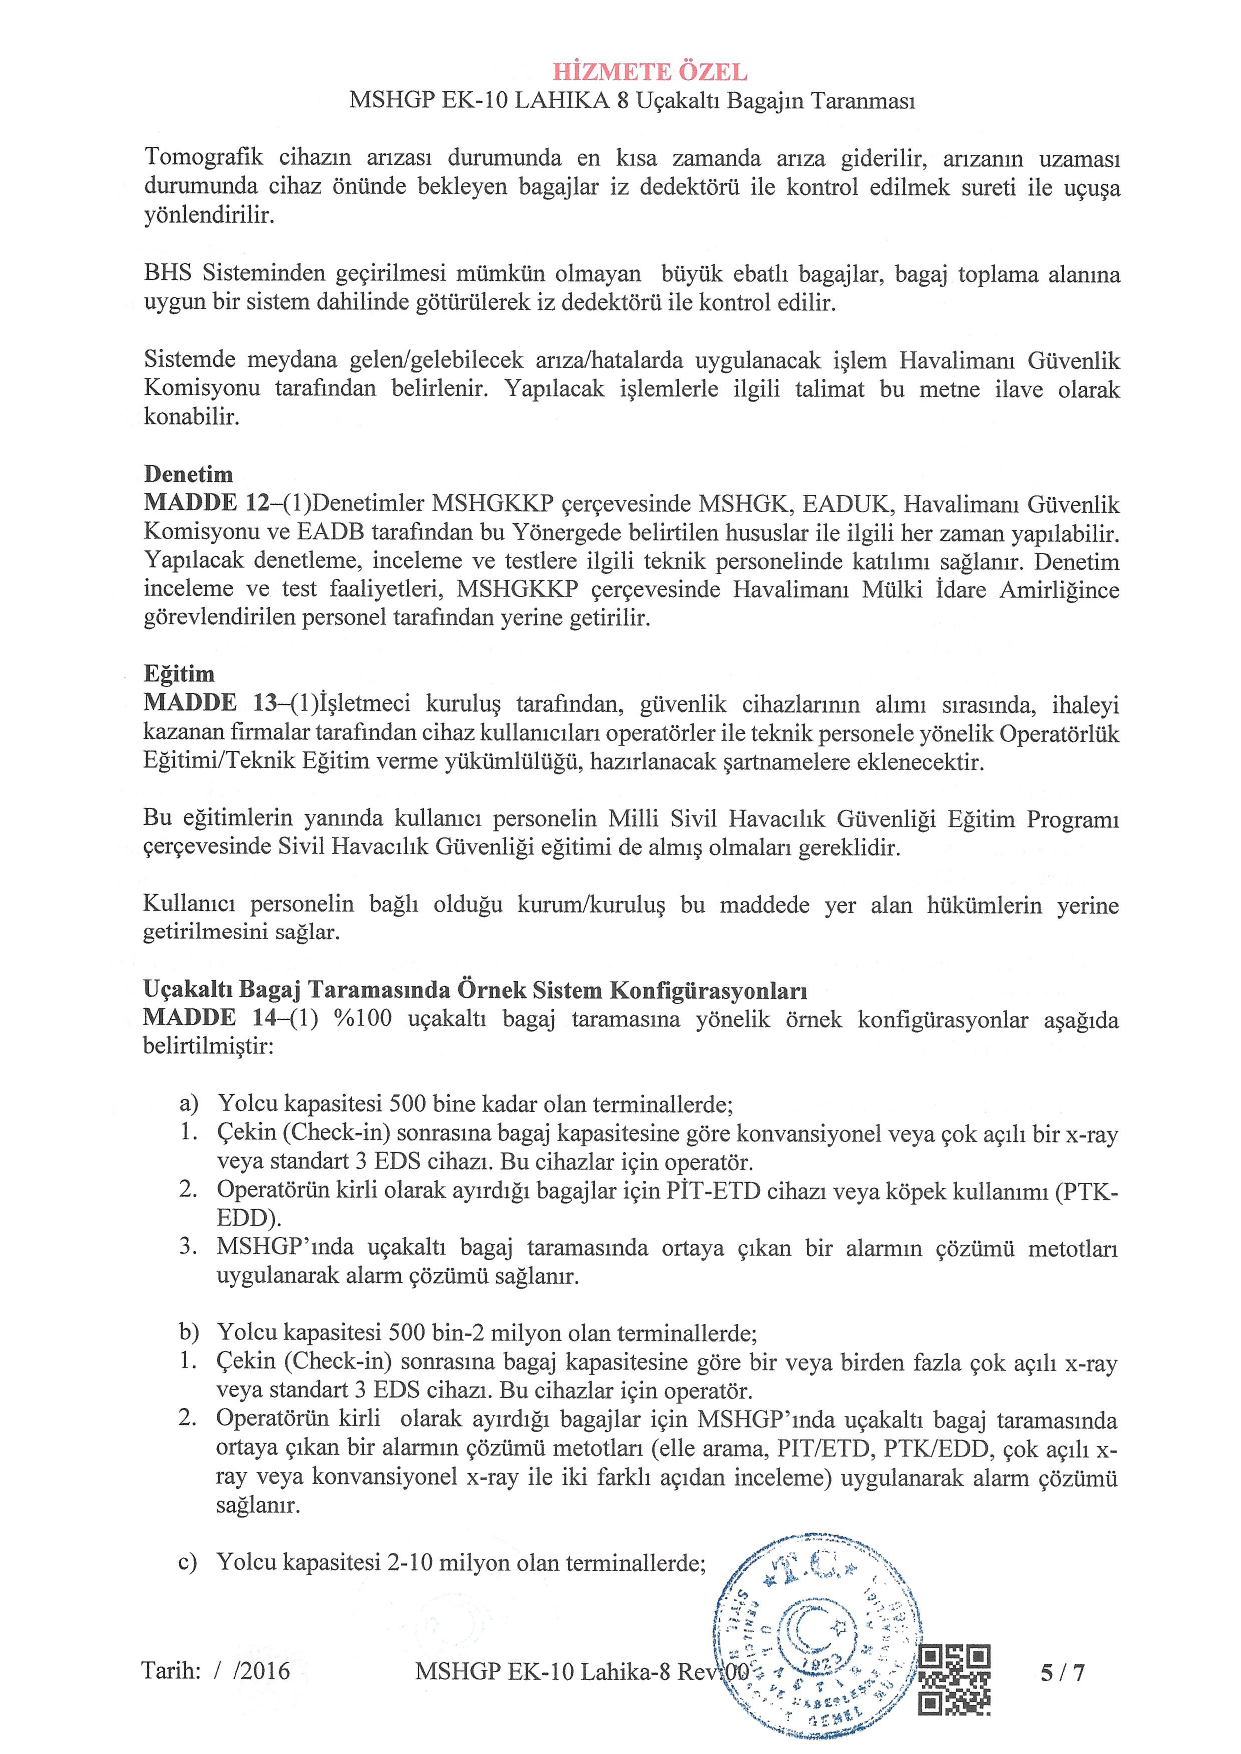 HİZMETE ÖZEL
MSHGP EK-10 LAHIKA 8 Uçakaltı Bagajın Taranması
Tomografik cihazın arızası durumunda en kısa zamanda arıza giderilir, arızanın uzaması
durumunda cihaz önünde bekleyen bagajlar iz dedektörü ile kontrol edilmek sureti ile uçuşa
yönlendirilir.
BHS Sisteminden geçirilmesi mümkün olmayan büyük ebatlı bagajlar, bagaj toplama alanına
uygun bir sistem dahilinde götürülerek iz dedektörü ile kontrol edilir.
Sistemde meydana gelen/gelebilecek arıza/hatalarda uygulanacak işlem Havalimanı Güvenlik
Komisyonu tarafından belirlenir. Yapılacak işlemlerle ilgili talimat bu metne ilave olarak
konabilir.
Denetim
MADDE 12–(1)Denetimler MSHGKKP çerçevesinde MSHGK, EADUK, Havalimanı Güvenlik
Komisyonu ve EADB tarafından bu Yönergede belirtilen hususlar ile ilgili her zaman yapılabilir.
Yapılacak denetleme, inceleme ve testlere ilgili teknik personelinde katılımı sağlanır. Denetim
inceleme ve test faaliyetleri, MSHGKKP çerçevesinde Havalimanı Mülki İdare Amirliğince
görevlendirilen personel tarafından yerine getirilir.
Eğitim
MADDE 13–(1)İşletmeci kuruluş tarafından, güvenlik cihazlarının alımı sırasında, ihaleyi
kazanan firmalar tarafından cihaz kullanıcıları operatörler ile teknik personele yönelik Operatörlük
Eğitimi/Teknik Eğitim verme yükümlülüğü, hazırlanacak şartnamelere eklenecektir.
Bu eğitimlerin yanında kullanıcı personelin Milli Sivil Havacılık Güvenliği Eğitim Programı
çerçevesinde Sivil Havacılık Güvenliği eğitimi de almış olmaları gereklidir.
Kullanıcı personelin bağlı olduğu kurum/kuruluş bu maddede yer alan hükümlerin yerine
getirilmesini sağlar.
Uçakaltı Bagaj Taramasında Örnek Sistem Konfigürasyonları
MADDE 14–(1) %100 uçakaltı bagaj taramasına yönelik örnek konfigürasyonlar aşağıda
belirtilmiştir:
a) Yolcu kapasitesi 500 bine kadar olan terminallerde;
1. Çekin (Check-in) sonrasına bagaj kapasitesine göre konvansiyonel veya çok açılı bir x-ray
veya standart 3 EDS cihazı. Bu cihazlar için operatör.
2. Operatörün kirli olarak ayırdığı bagajlar için PİT-ETD cihazı veya köpek kullanımı (PTK-
EDD).
3. MSHGP’ında uçakaltı bagaj taramasında ortaya çıkan bir alarmın çözümü metotları
uygulanarak alarm çözümü sağlanır.
b) Yolcu kapasitesi 500 bin-2 milyon olan terminallerde;
1. Çekin (Check-in) sonrasına bagaj kapasitesine göre bir veya birden fazla çok açılı x-ray
veya standart 3 EDS cihazı. Bu cihazlar için operatör.
2. Operatörün kirli olarak ayırdığı bagajlar için MSHGP’ında uçakaltı bagaj taramasında
ortaya çıkan bir alarmın çözümü metotları (elle arama, PIT/ETD, PTK/EDD, çok açılı x-
ray veya konvansiyonel x-ray ile iki farklı açıdan inceleme) uygulanarak alarm çözümü
sağlanır.
c) Yolcu kapasitesi 2-10 milyon olan terminallerde;
T.C.
1923
GENEL
Tarih: / /2016 MSHGP EK-10 Lahika-8 Rev:00 5 / 7